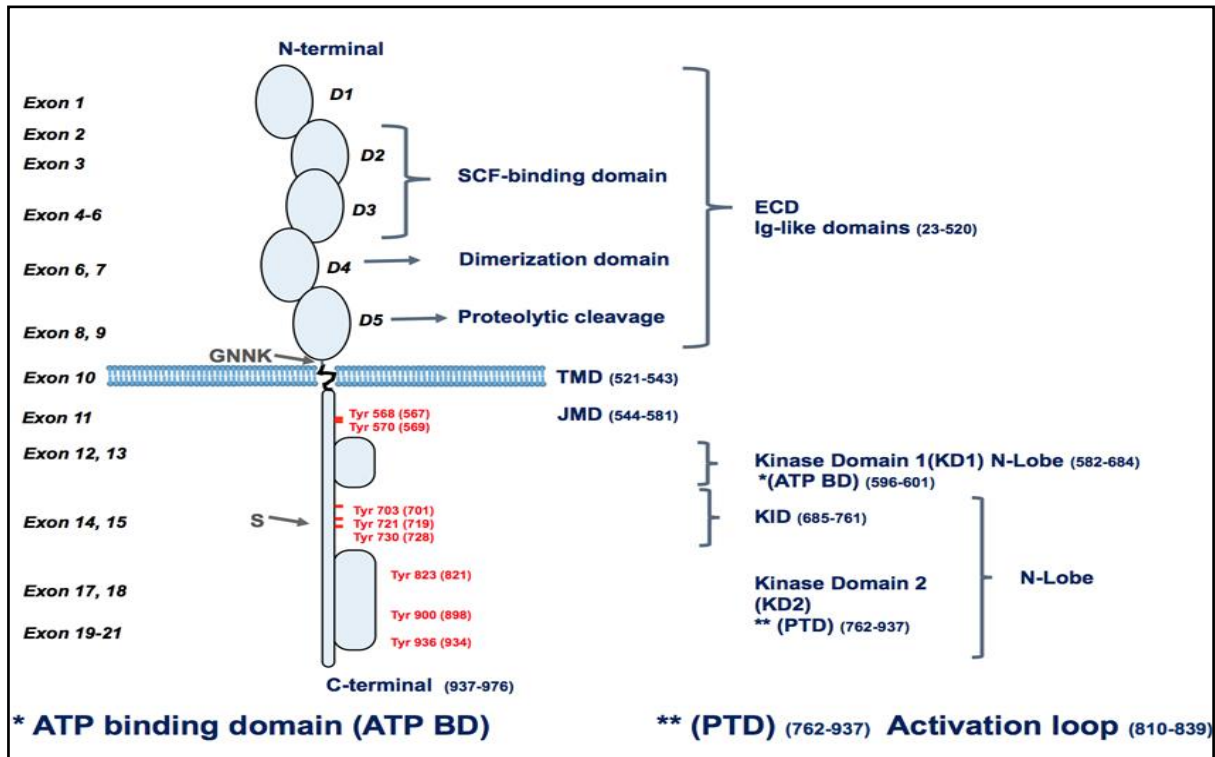 N-terminal
Exon 1
D1
Exon 2
D2
Exon 3
SCF-binding domain
D3
Exon 4-6
ECD
Ig-like domains (23-520)
Exon 6, 7
D4
Dimerization domain
Exon 8, 9
D5
Proteolytic cleavage
GNNK
Exon 10
TMD (521-543)
Exon 11
Tyr 568 (567)
Tyr 570 (569)
JMD (544-581)
Exon 12, 13
Kinase Domain 1(KD1) N-Lobe (582-684)
*(ATP BD) (596-601)
Exon 14, 15
S
Tyr 703 (701)
Tyr 721 (719)
Tyr 730 (728)
KID (685-761)
Exon 17, 18
Tyr 823 (821)
Kinase Domain 2
(KD2)
** (PTD) (762-937)
N-Lobe
Tyr 900 (898)
Exon 19-21
Tyr 936 (934)
C-terminal (937-976)
* ATP binding domain (ATP BD)
** (PTD) (762-937) Activation loop (810-839)